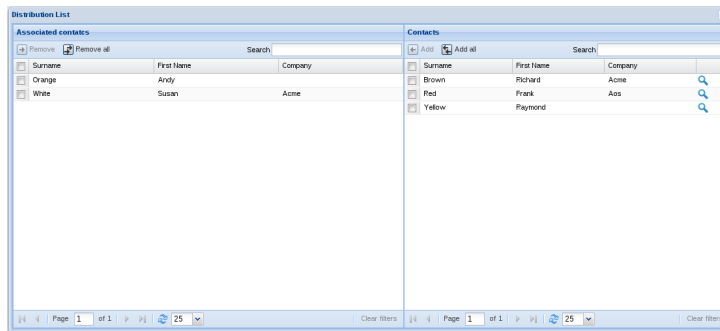 Distribution List
Associated contatcs
Remove Remove all Search
Surname First Name Company
Orange Andy
White Susan Acme
Page 1 of 1 25 Clear filters
Contacts
Add Add all Search
Surname First Name Company
Brown Richard Acme
Red Frank Aos
Yellow Raymond
Page 1 of 1 25 Clear filter